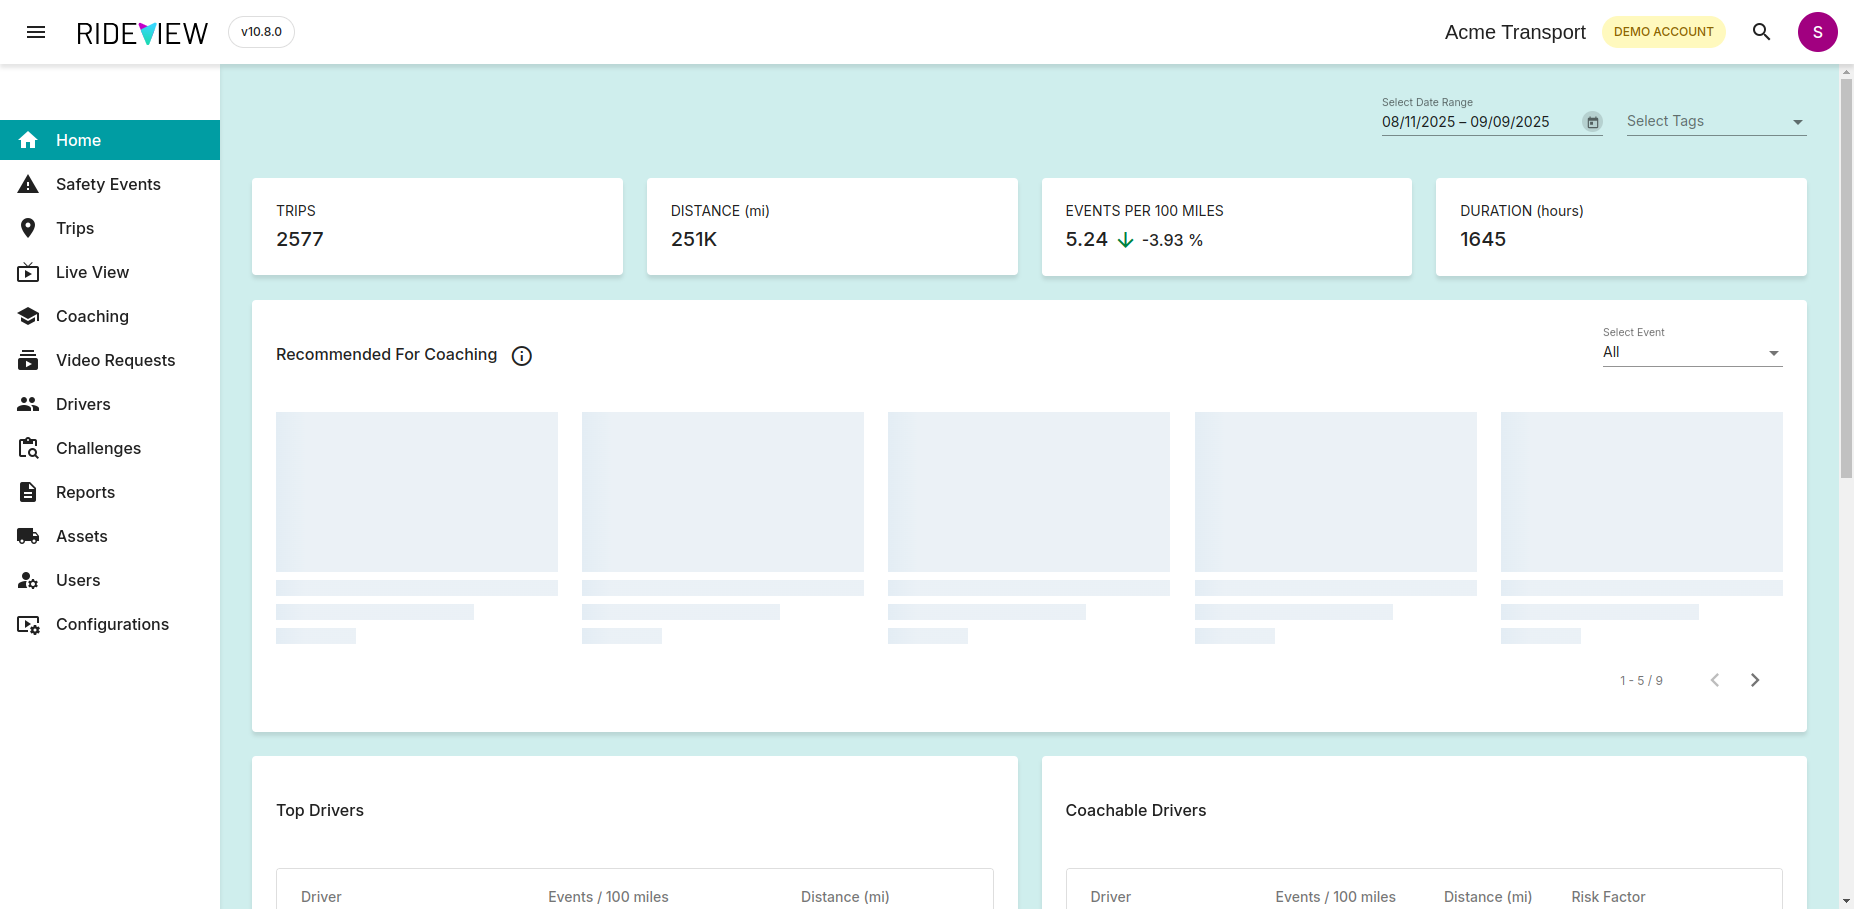 RIDEVIEW
v10.8.0
Acme Transport
DEMO ACCOUNT
S
Home
Safety Events
Trips
Live View
Coaching
Video Requests
Drivers
Challenges
Reports
Assets
Users
Configurations
Select Date Range
08/11/2025 – 09/09/2025
Select Tags
TRIPS
2577
DISTANCE (mi)
251K
EVENTS PER 100 MILES
5.24 -3.93 %
DURATION (hours)
1645
Recommended For Coaching
Select Event
All
1 - 5 / 9
Top Drivers
Driver Events / 100 miles Distance (mi)
Coachable Drivers
Driver Events / 100 miles Distance (mi) Risk Factor